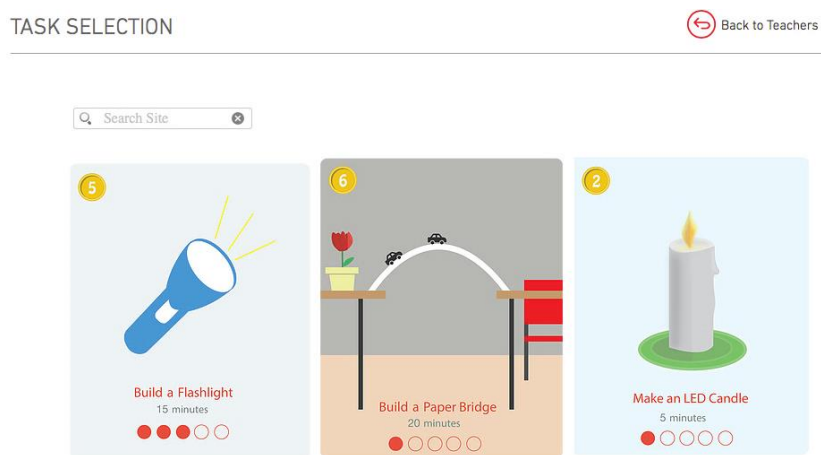 TASK SELECTION
Back to Teachers
Search Site
5
6
2
Build a Flashlight
15 minutes
Build a Paper Bridge
20 minutes
Make an LED Candle
5 minutes